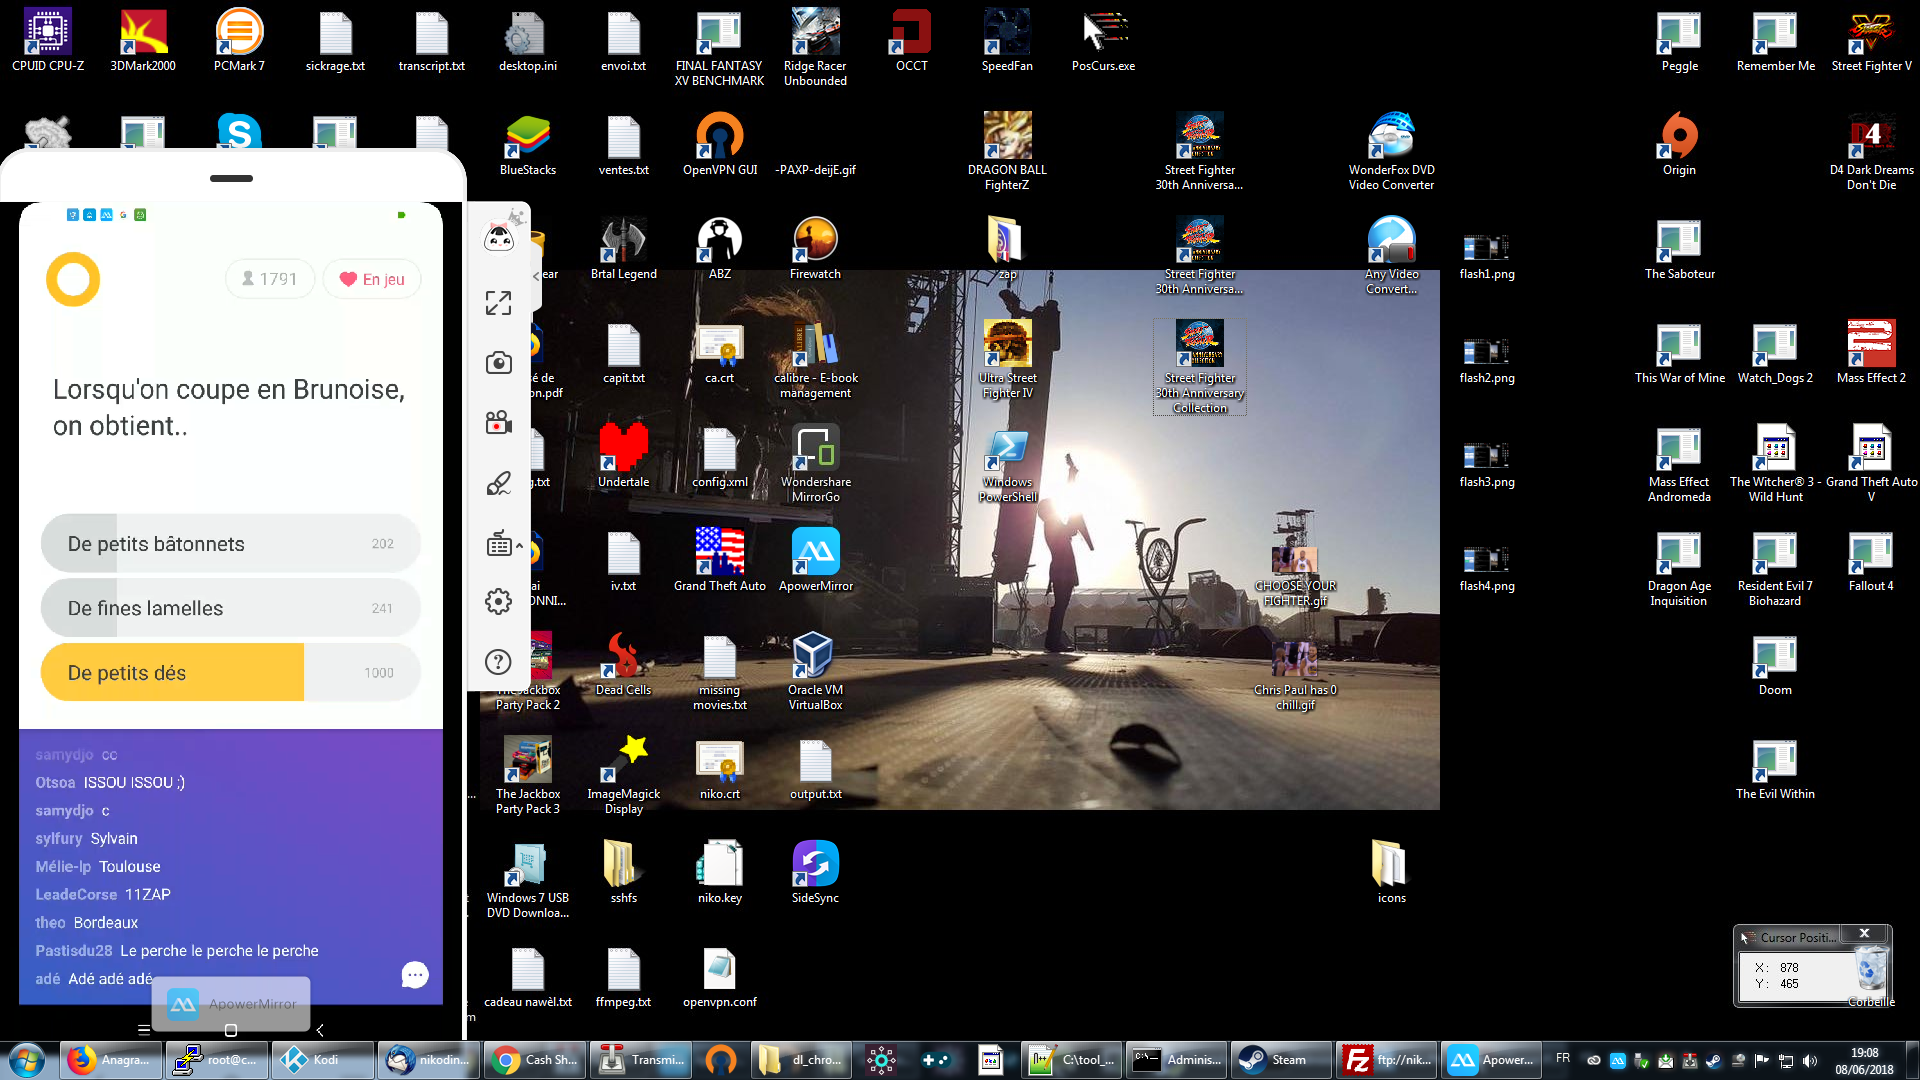 CPUID CPU-Z
3DMark2000
PCMark 7
sickrage.txt
transcript.txt
desktop.ini
envoi.txt
FINAL FANTASY
XV BENCHMARK
Ridge Racer
Unbounded
OCCT
SpeedFan
PosCurs.exe
Peggle
Remember Me
Street Fighter V
BlueStacks
ventes.txt
OpenVPN GUI
-PAXP-deijE.gif
DRAGON BALL
FighterZ
Street Fighter
30th Anniversa...
WonderFox DVD
Video Converter
Origin
D4 Dark Dreams
Don't Die
ear
Brtal Legend
ABZ
Firewatch
zap
Street Fighter
30th Anniversa...
Any Video
Convert...
flash1.png
The Saboteur
sé de
on.pdf
capit.txt
ca.crt
calibre - E-book
management
Ultra Street
Fighter IV
Street Fighter
30th Anniversary
Collection
flash2.png
This War of Mine
Watch_Dogs 2
Mass Effect 2
g.txt
Undertale
config.xml
Wondershare
MirrorGo
Windows
PowerShell
flash3.png
Mass Effect
Andromeda
The Witcher® 3 -
Wild Hunt
Grand Theft Auto
V
ai
ONNI...
iv.txt
Grand Theft Auto
ApowerMirror
CHOOSE YOUR
FIGHTER.gif
flash4.png
Dragon Age
Inquisition
Resident Evil 7
Biohazard
Fallout 4
The Jackbox
Party Pack 2
Dead Cells
missing
movies.txt
Oracle VM
VirtualBox
Chris Paul has 0
chill.gif
Doom
The Jackbox
Party Pack 3
ImageMagick
Display
niko.crt
output.txt
The Evil Within
Windows 7 USB
DVD Downloa...
sshfs
niko.key
SideSync
icons
cadeau nawèl.txt
ffmpeg.txt
openvpn.conf
1791
En jeu
Lorsqu'on coupe en Brunoise,
on obtient..
De petits bâtonnets 202
De fines lamelles 241
De petits dés 1000
samydjo cc
Otsoa ISSOU ISSOU ;)
samydjo c
sylfury Sylvain
Mélie-lp Toulouse
LeadeCorse 11ZAP
theo Bordeaux
Pastisdu28 Le perche le perche le perche
adé Adé adé adé
ApowerMirror
Cursor Positi...
X: 878
Y: 465
Corbeille
Anagra...
root@c...
Kodi
nikodin...
Cash Sh...
Transmi...
dl_chro...
C:\tool_...
Adminis...
Steam
ftp://nik...
Apower...
FR
19:08
08/06/2018